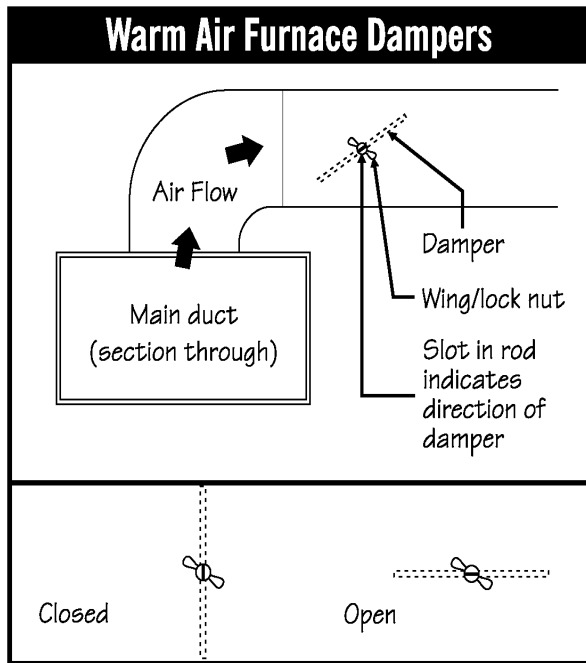 Warm Air Furnace Dampers
Air Flow
Main duct
(section through)
Damper
Wing/lock nut
Slot in rod
indicates
direction of
damper
Closed
Open